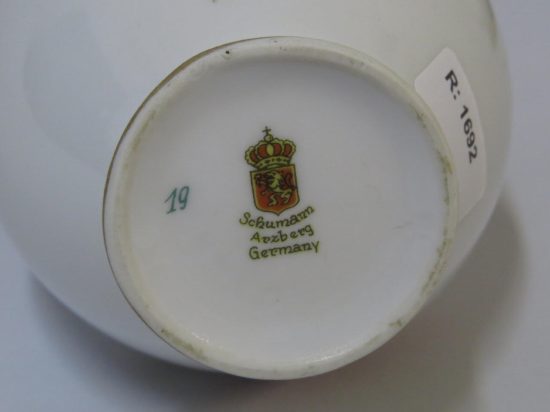 19
Schumann
Arzberg
Germany
R: 1692